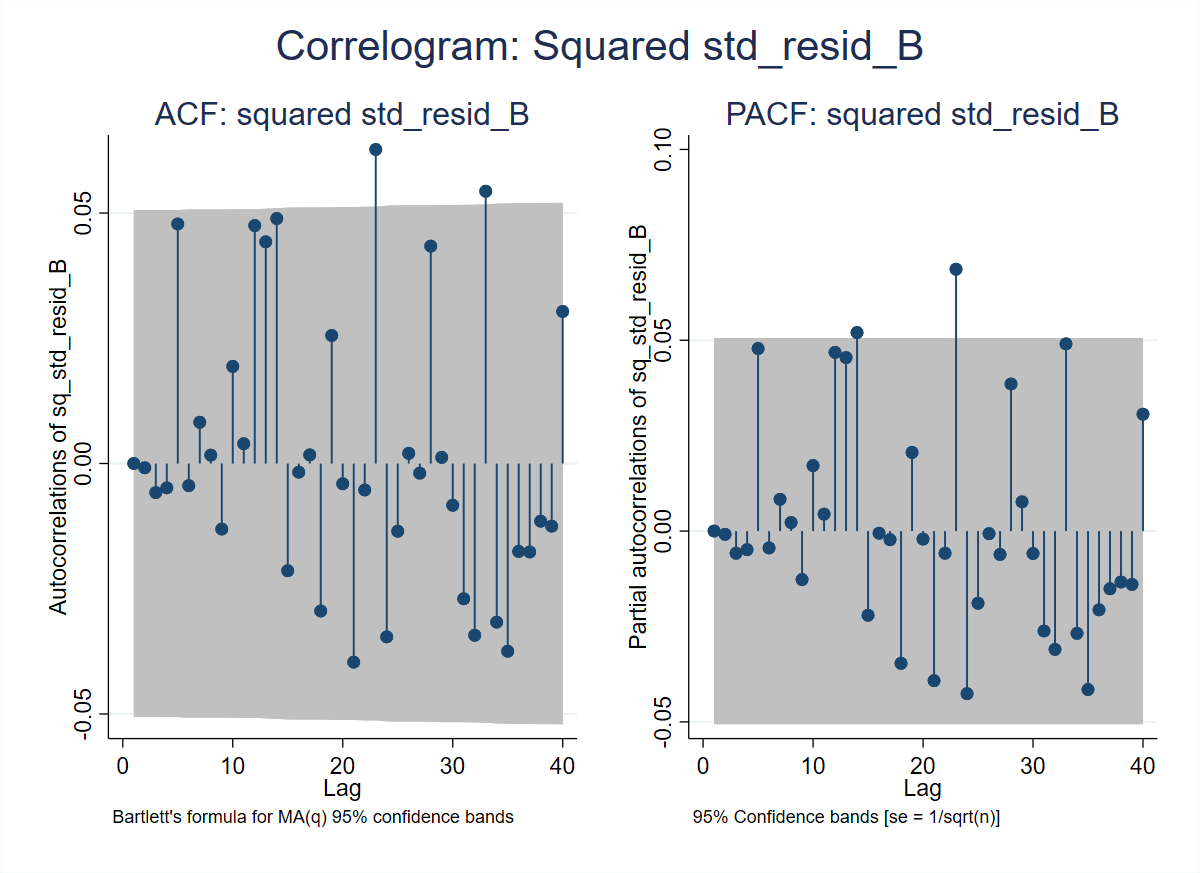 Correlogram: Squared std_resid_B
ACF: squared std_resid_B
Autocorrelations of sq_std_resid_B
0.05
0.00
-0.05
0
10
20
30
40
Lag
Bartlett's formula for MA(q) 95% confidence bands
PACF: squared std_resid_B
Partial autocorrelations of sq_std_resid_B
0.10
0.05
0.00
-0.05
0
10
20
30
40
Lag
95% Confidence bands [se = 1/sqrt(n)]